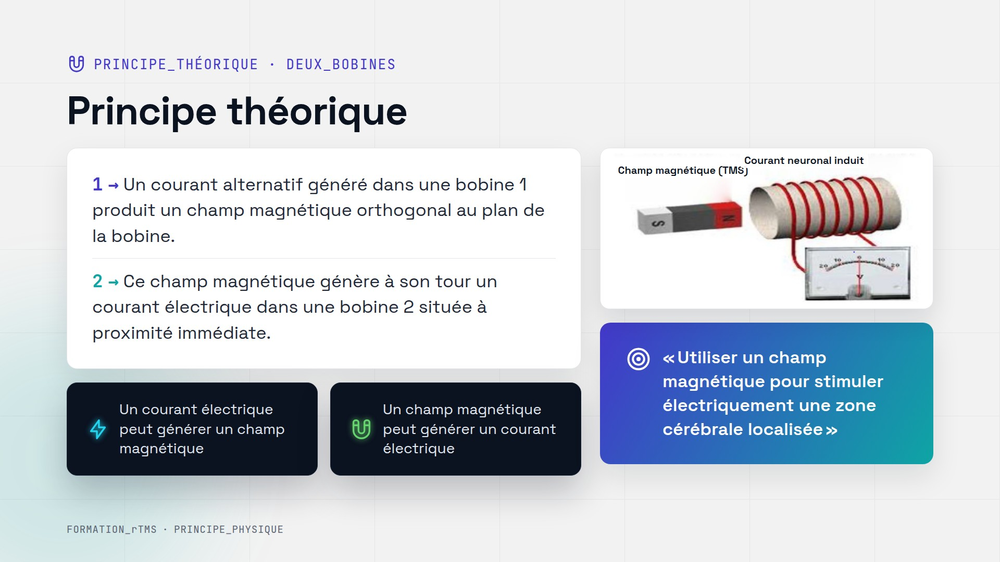 PRINCIPE_THÉORIQUE · DEUX_BOBINES
Principe théorique
1 → Un courant alternatif généré dans une bobine 1
produit un champ magnétique orthogonal au plan de
la bobine.
2 → Ce champ magnétique génère à son tour un
courant électrique dans une bobine 2 située à
proximité immédiate.
Un courant électrique
peut générer un champ
magnétique
Un champ magnétique
peut générer un courant
électrique
Courant neuronal induit
Champ magnétique (TMS)
S
N
20 10 0 10 20
V
« Utiliser un champ
magnétique pour stimuler
électriquement une zone
cérébrale localisée »
FORMATION_rTMS · PRINCIPE_PHYSIQUE